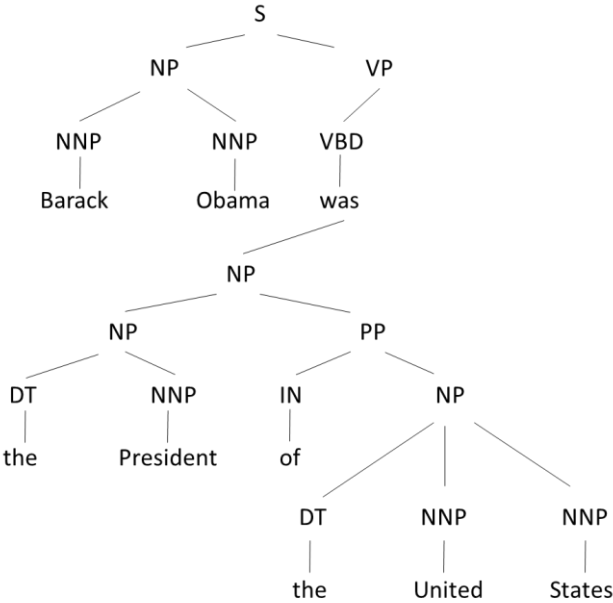 S
NP VP
NNP NNP VBD
Barack Obama was
NP
NP PP
DT NNP IN NP
the President of
DT NNP NNP
the United States